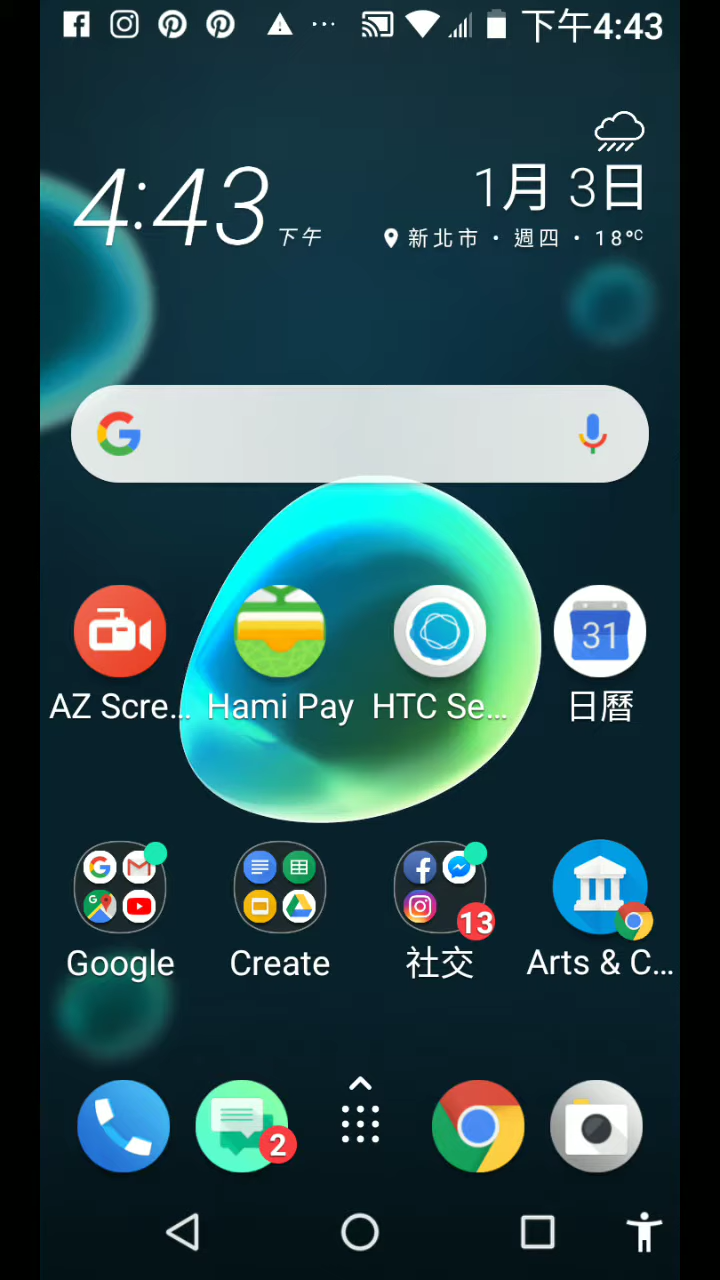 下午4:43
4:43 下午
1月 3日
新北市 • 週四 • 18°C
31
AZ Scre... Hami Pay HTC Se... 日曆
13
Google Create 社交 Arts & C...
2